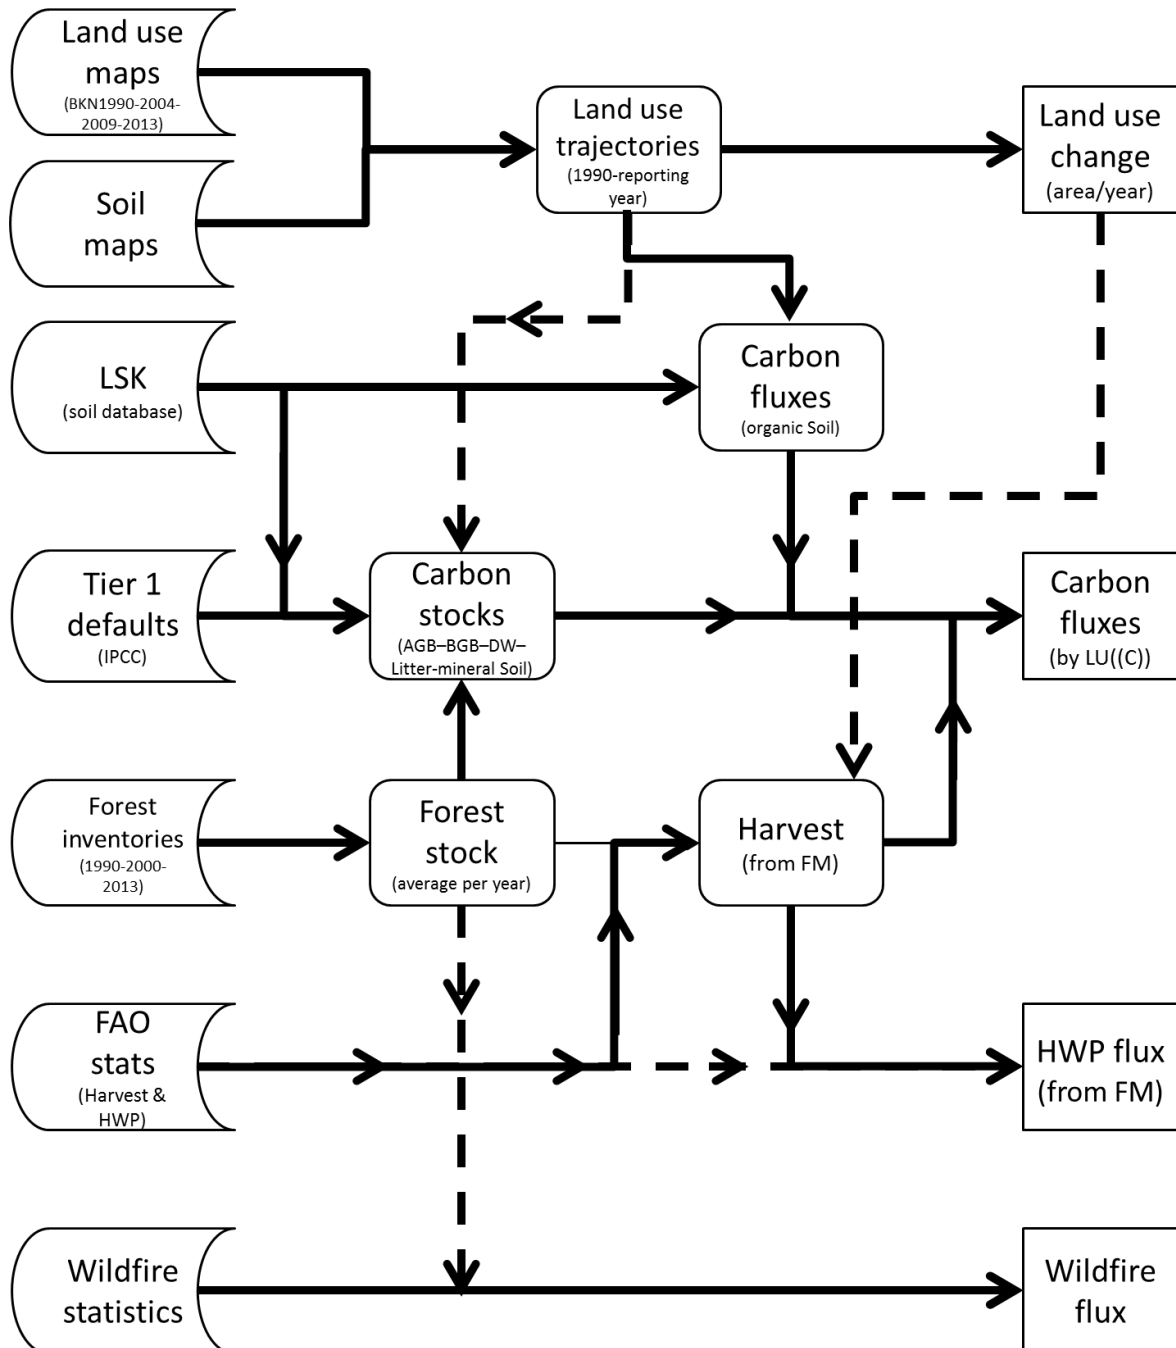 Land use
maps
(BKN1990-2004-
2009-2013)
Land use
trajectories
(1990-reporting
year)
Land use
change
(area/year)
Soil
maps
LSK
(soil database)
Carbon
fluxes
(organic Soil)
Tier 1
defaults
(IPCC)
Carbon
stocks
(AGB–BGB–DW–
Litter-mineral Soil)
Carbon
fluxes
(by LU((C))
Forest
inventories
(1990-2000-
2013)
Forest
stock
(average per year)
Harvest
(from FM)
FAO
stats
(Harvest &
HWP)
HWP flux
(from FM)
Wildfire
statistics
Wildfire
flux